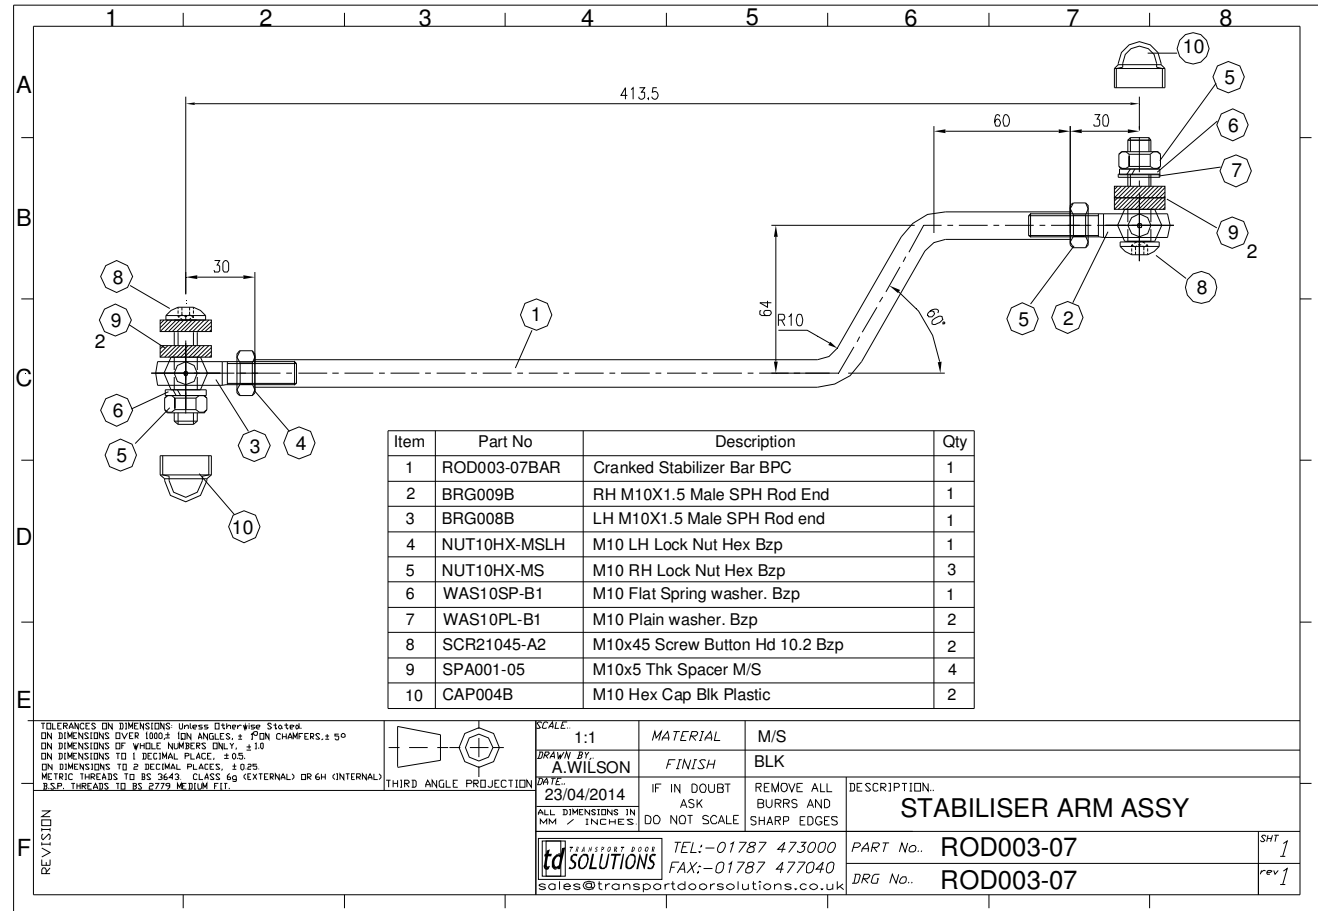 1 2 3 4 5 6 7 8
A
B
C
D
E
F
413,5
60
30
30
64
R10
60°
10
5
6
7
9
2
8
5
2
8
9
2
6
5
3
4
10
1
Item Part No Description Qty
1 ROD003-07BAR Cranked Stabilizer Bar BPC 1
2 BRG009B RH M10X1.5 Male SPH Rod End 1
3 BRG008B LH M10X1.5 Male SPH Rod end 1
4 NUT10HX-MSLH M10 LH Lock Nut Hex Bzp 1
5 NUT10HX-MS M10 RH Lock Nut Hex Bzp 3
6 WAS10SP-B1 M10 Flat Spring washer. Bzp 1
7 WAS10PL-B1 M10 Plain washer. Bzp 2
8 SCR21045-A2 M10x45 Screw Button Hd 10.2 Bzp 2
9 SPA001-05 M10x5 Thk Spacer M/S 4
10 CAP004B M10 Hex Cap Blk Plastic 2
TOLERANCES ON DIMENSIONS: Unless Otherwise Stated.
ON DIMENSIONS OVER 1000,± 1ON ANGLES, ± 1°ON CHAMFERS,± 5°
ON DIMENSIONS OF WHOLE NUMBERS ONLY, ±1.0
ON DIMENSIONS TO 1 DECIMAL PLACE, ±0.5.
ON DIMENSIONS TO 2 DECIMAL PLACES, ±0.25.
METRIC THREADS TO BS 3643. CLASS 6g (EXTERNAL) OR 6H (INTERNAL)
B.S.P. THREADS TO BS 2779 MEDIUM FIT.
THIRD ANGLE PROJECTION
REVISION
SCALE..
1:1
DRAWN BY..
A.WILSON
DATE..
23/04/2014
ALL DIMENSIONS IN
MM / INCHES
MATERIAL M/S
FINISH BLK
IF IN DOUBT
ASK
DO NOT SCALE
REMOVE ALL
BURRS AND
SHARP EDGES
DESCRIPTION..
STABILISER ARM ASSY
td TRANSPORT DOOR
SOLUTIONS
TEL:-01787 473000
FAX:-01787 477040
sales@transportdoorsolutions.co.uk
PART No.. ROD003-07
SHT 1
DRG No.. ROD003-07
rev 1